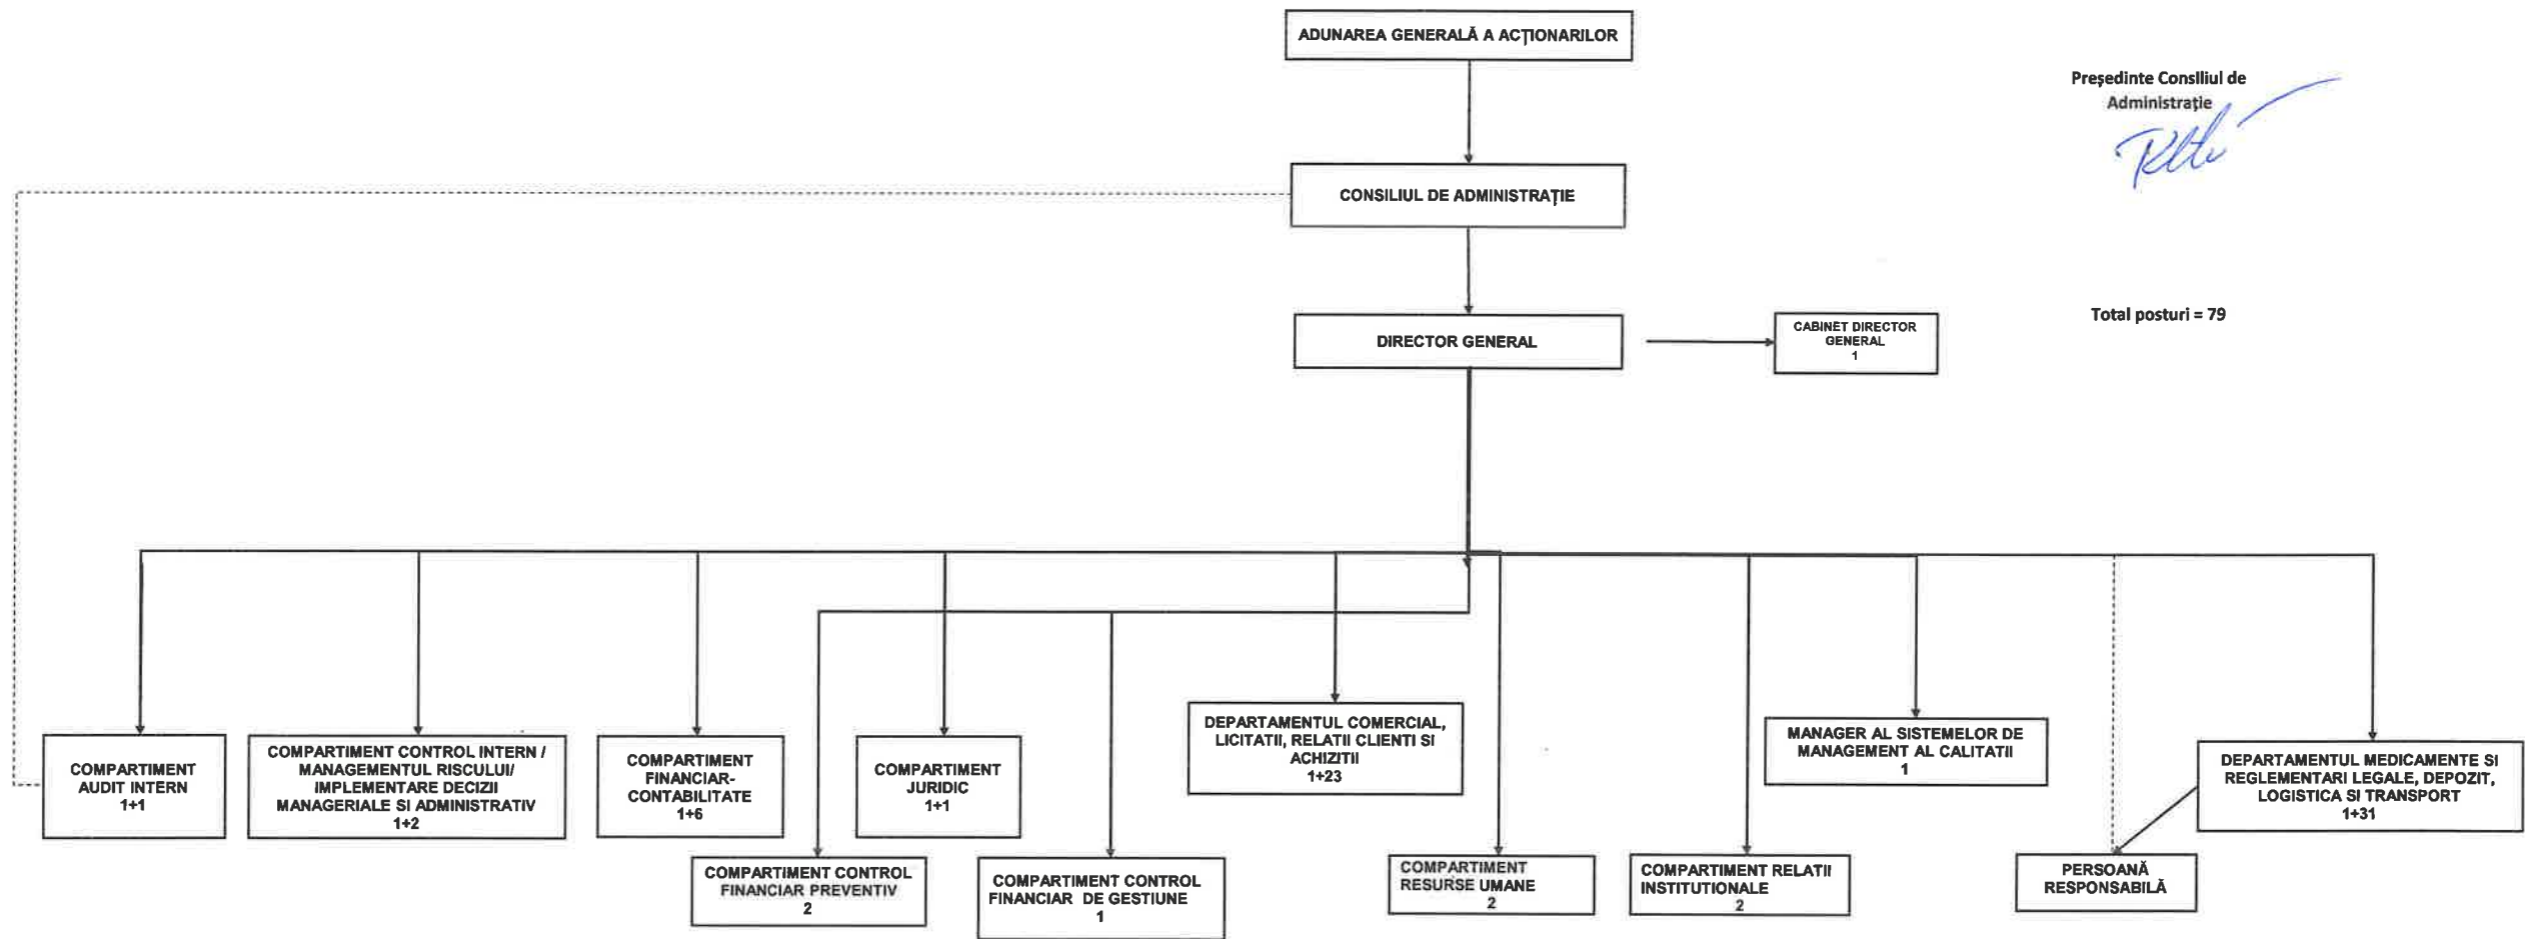 ADUNAREA GENERALĂ A ACȚIONARILOR
Președinte Consiliul de
Administrație
CONSILIUL DE ADMINISTRAȚIE
DIRECTOR GENERAL
CABINET DIRECTOR
GENERAL
1
Total posturi = 79
COMPARTIMENT
AUDIT INTERN
1+1
COMPARTIMENT CONTROL INTERN /
MANAGEMENTUL RISCULUI/
IMPLEMENTARE DECIZII
MANAGERIALE SI ADMINISTRATIV
1+2
COMPARTIMENT
FINANCIAR-
CONTABILITATE
1+6
COMPARTIMENT
JURIDIC
1+1
DEPARTAMENTUL COMERCIAL,
LICITATII, RELATII CLIENTI SI
ACHIZITII
1+23
MANAGER AL SISTEMELOR DE
MANAGEMENT AL CALITATII
1
DEPARTAMENTUL MEDICAMENTE SI
REGLEMENTARI LEGALE, DEPOZIT,
LOGISTICA SI TRANSPORT
1+31
COMPARTIMENT CONTROL
FINANCIAR PREVENTIV
2
COMPARTIMENT CONTROL
FINANCIAR DE GESTIUNE
1
COMPARTIMENT
RESURSE UMANE
2
COMPARTIMENT RELATII
INSTITUTIONALE
2
PERSOANĂ
RESPONSABILĂ